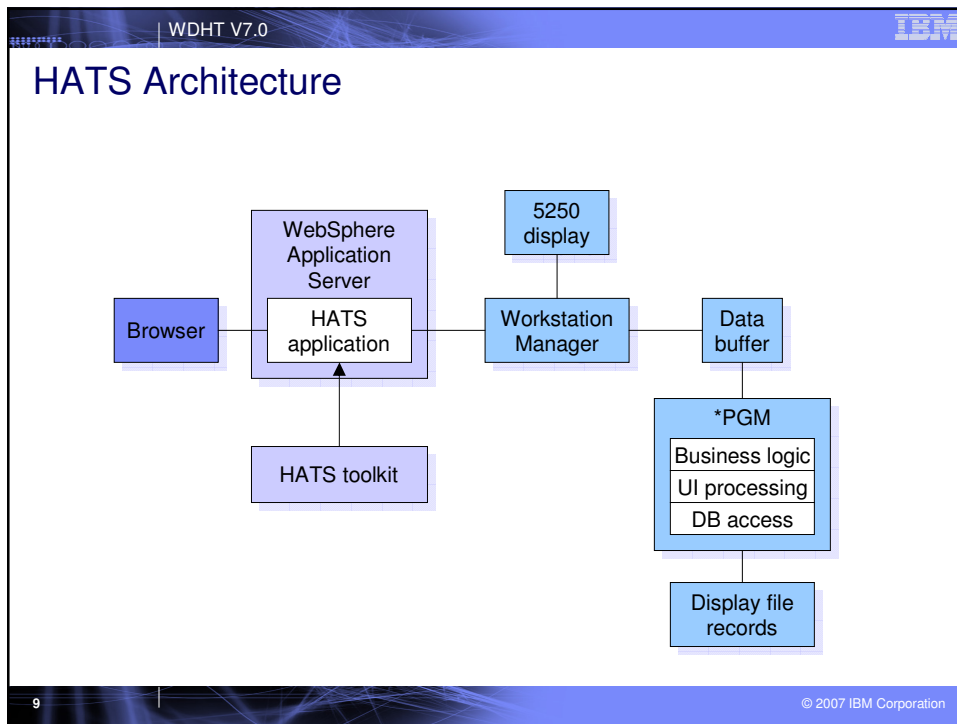 WDHT V7.0
IBM
HATS Architecture
5250
display
WebSphere
Application
Server
Browser
HATS
application
Workstation
Manager
Data
buffer
*PGM
Business logic
UI processing
DB access
HATS toolkit
Display file
records
9
© 2007 IBM Corporation